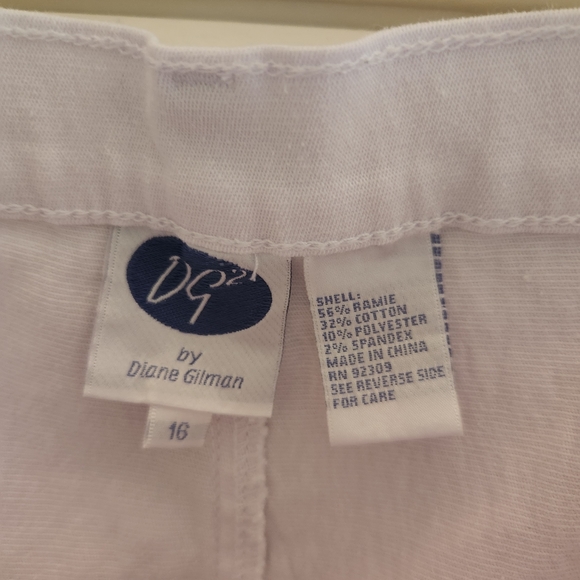 DG2
by
Diane Gilman
16
SHELL:
56% RAMIE
32% COTTON
10% POLYESTER
2% SPANDEX
MADE IN CHINA
RN 92309
SEE REVERSE SIDE
FOR CARE